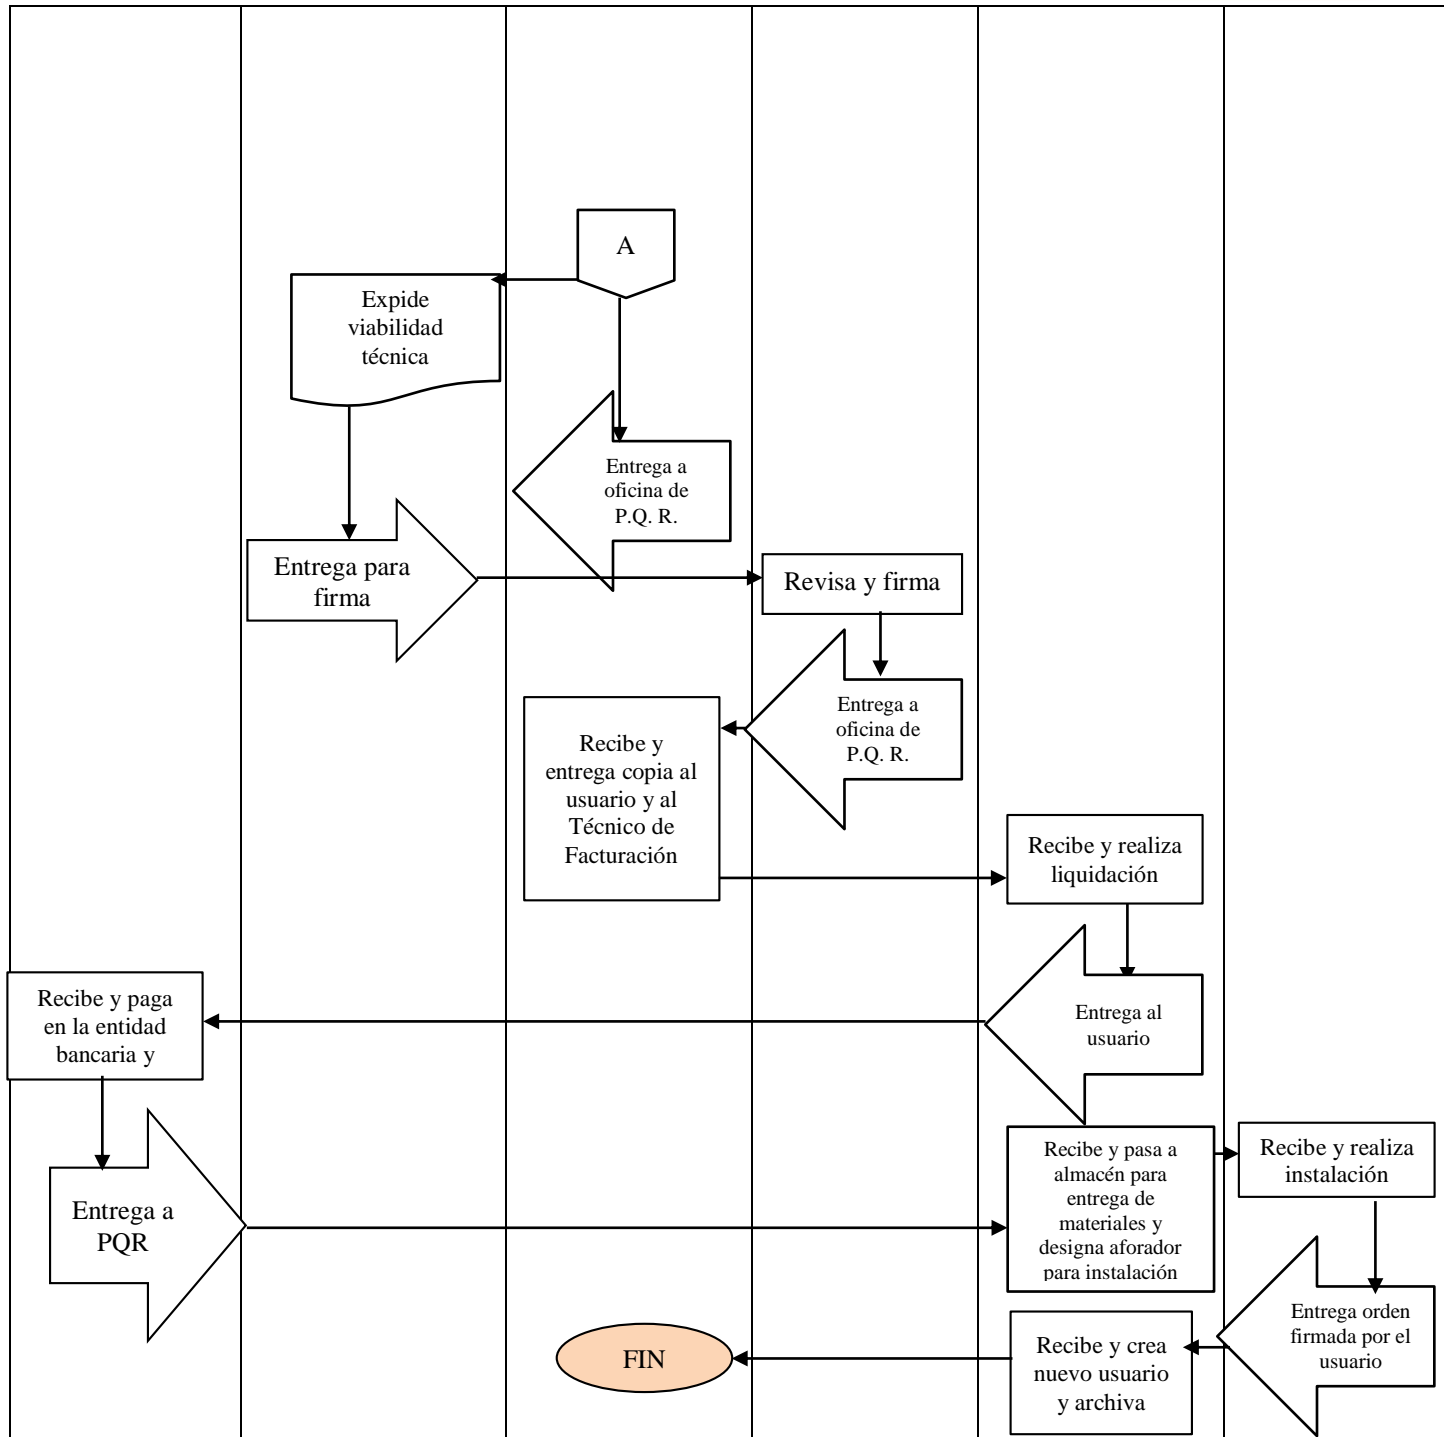 A
Expide
viabilidad
técnica
Entrega a
oficina de
P.Q. R.
Entrega para
firma
Revisa y firma
Entrega a
oficina de
P.Q. R.
Recibe y
entrega copia al
usuario y al
Técnico de
Facturación
Recibe y realiza
liquidación
Entrega al
usuario
Recibe y paga
en la entidad
bancaria y
Entrega a
PQR
Recibe y pasa a
almacén para
entrega de
materiales y
designa aforador
para instalación
Recibe y realiza
instalación
Entrega orden
firmada por el
usuario
Recibe y crea
nuevo usuario
y archiva
FIN